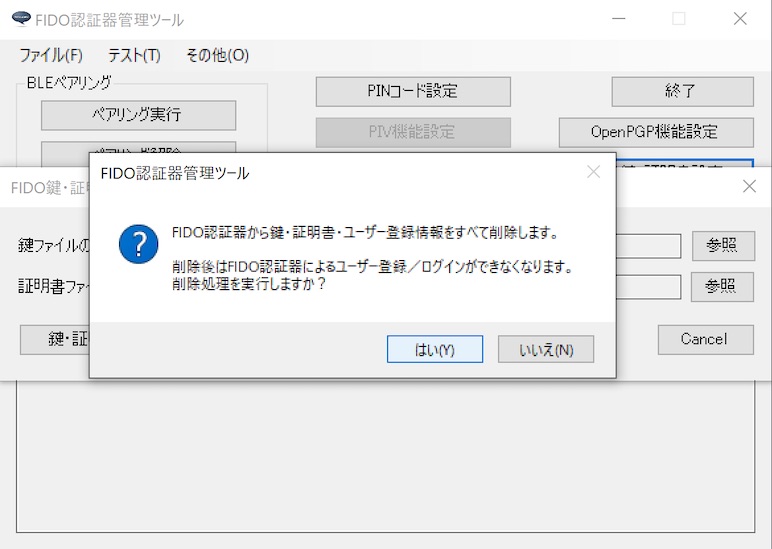 FIDO認証器管理ツール
ファイル(F) テスト(T) その他(O)
BLEペアリング
ペアリング実行
PINコード設定
終了
PIV機能設定
OpenPGP機能設定
FIDO鍵・証明
FIDO認証器管理ツール
FIDO認証器から鍵・証明書・ユーザー登録情報をすべて削除します。
削除後はFIDO認証器によるユーザー登録／ログインができなくなります。
削除処理を実行しますか？
はい(Y)
いいえ(N)
鍵ファイルの
参照
証明書ファイ
参照
鍵・証
Cancel